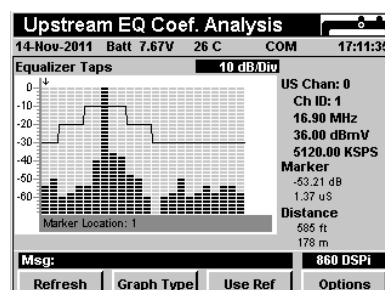 Upstream EQ Coef. Analysis
14-Nov-2011 Batt 7.67V 26 C COM 17:11:39
Equalizer Taps 10 dB/Div
0
-10
-20
-30
-40
-50
-60
Marker Location: 1
US Chan: 0
Ch ID: 1
16.90 MHz
36.00 dBmV
5120.00 KSPS
Marker
-53.21 dB
1.37 uS
Distance
585 ft
178 m
Msg: 860 DSPi
Refresh Graph Type Use Ref Options